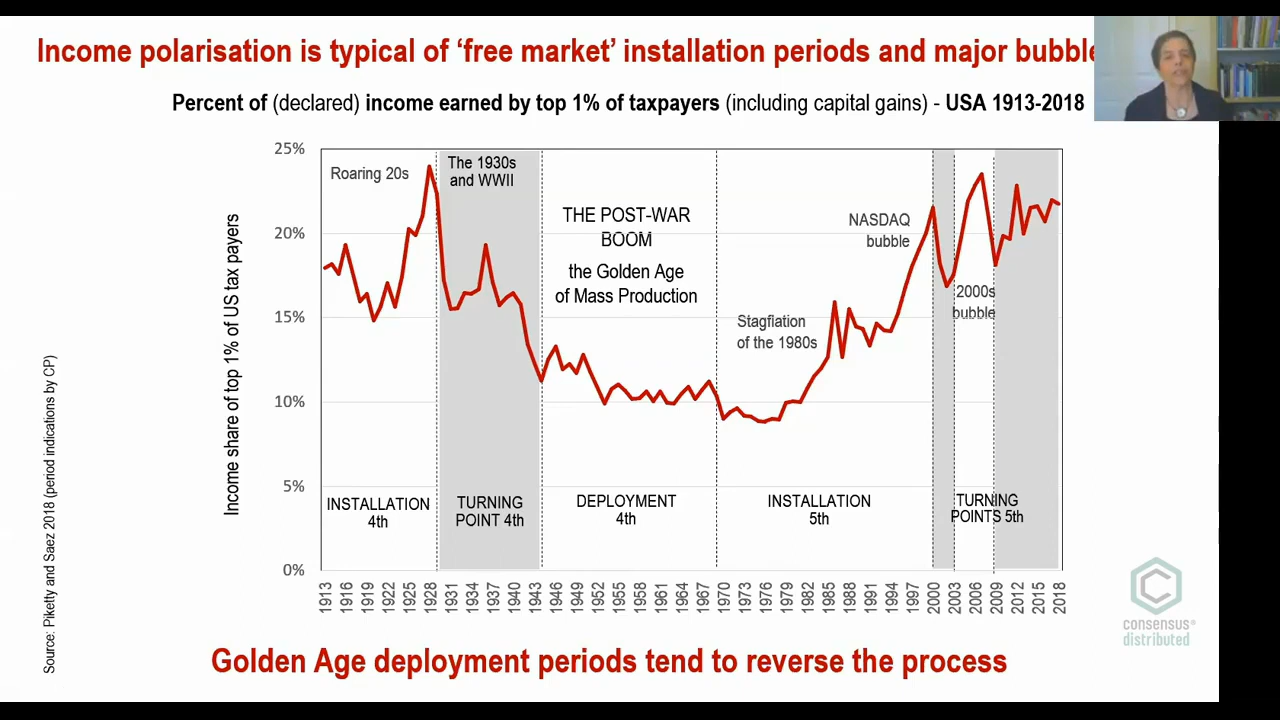 Income polarisation is typical of ‘free market’ installation periods and major bubble
Percent of (declared) income earned by top 1% of taxpayers (including capital gains) - USA 1913-2018
Income share of top 1% of US tax payers
25%
20%
15%
10%
5%
0%
Roaring 20s
The 1930s
and WWII
THE POST-WAR
BOOM
the Golden Age
of Mass Production
Stagflation
of the 1980s
NASDAQ
bubble
2000s
bubble
INSTALLATION
4th
TURNING
POINT 4th
DEPLOYMENT
4th
INSTALLATION
5th
TURNING
POINTS 5th
1913 1916 1919 1922 1925 1928 1931 1934 1937 1940 1943 1946 1949 1952 1955 1958 1961 1964 1967 1970 1973 1976 1979 1982 1985 1988 1991 1994 1997 2000 2003 2006 2009 2012 2015 2018
Source: Piketty and Saez 2018 (period indications by CP)
consensus®
distributed
Golden Age deployment periods tend to reverse the process